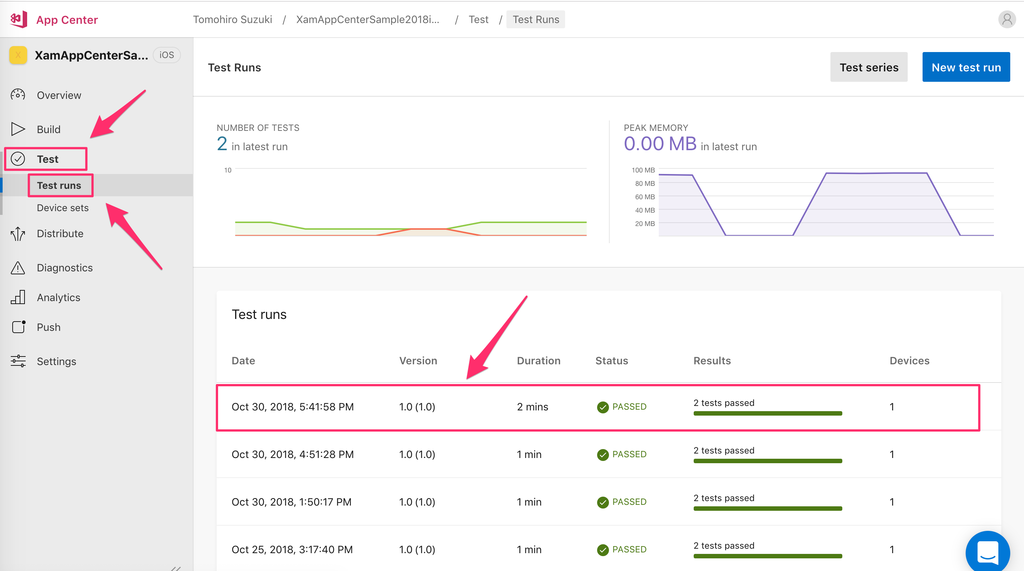 App Center
Tomohiro Suzuki / XamAppCenterSample2018i... / Test / Test Runs
XamAppCenterSa... iOS
Overview
Build
Test
Test runs
Device sets
Distribute
Diagnostics
Analytics
Push
Settings
Test Runs
Test series
New test run
NUMBER OF TESTS
2 in latest run
10
PEAK MEMORY
0.00 MB in latest run
100 MB
80 MB
60 MB
40 MB
20 MB
Test runs
Date Version Duration Status Results Devices
Oct 30, 2018, 5:41:58 PM 1.0 (1.0) 2 mins PASSED 2 tests passed 1
Oct 30, 2018, 4:51:28 PM 1.0 (1.0) 1 min PASSED 2 tests passed 1
Oct 30, 2018, 1:50:17 PM 1.0 (1.0) 1 min PASSED 2 tests passed 1
Oct 25, 2018, 3:17:40 PM 1.0 (1.0) 1 min PASSED 2 tests passed 1